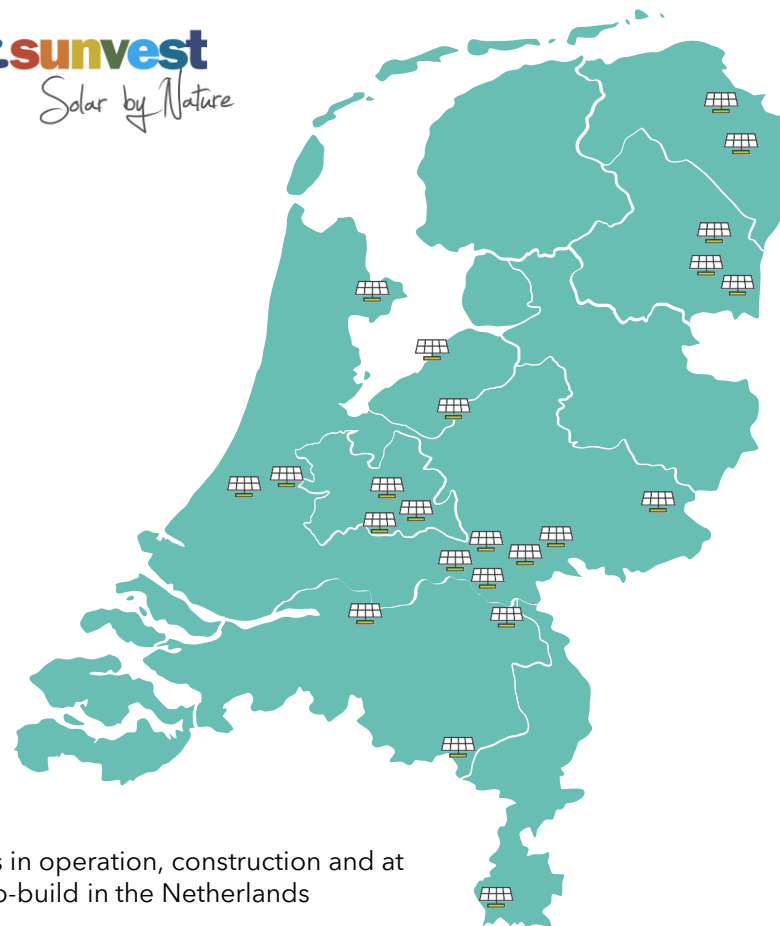 sunvest
Solar by Nature
in operation, construction and at
-build in the Netherlands